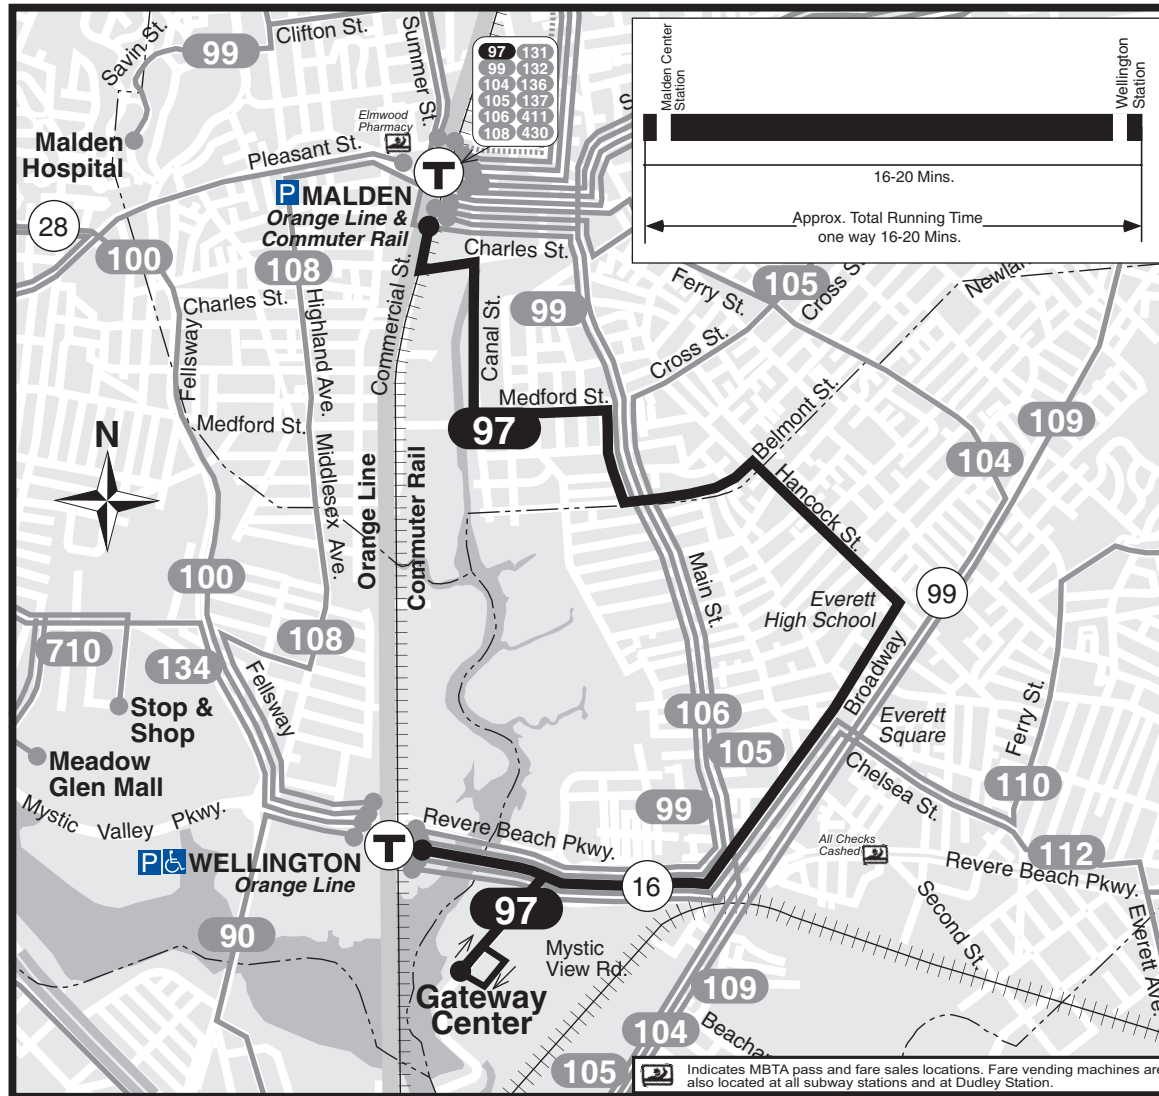 Savin St.
99
Clifton St.
Summer St.
97 131
99 132
104 136
105 137
106 411
108 430
Malden Center
Station
Wellington
Station
16-20 Mins.
Approx. Total Running Time
one way 16-20 Mins.
Malden
Hospital
Elmwood
Pharmacy
Pleasant St.
T
P MALDEN
Orange Line &
Commuter Rail
28
100
108
Charles St.
Charles St.
Fellsway
Highland Ave.
Commercial St.
Canal St.
99
Ferry St.
105
Cross St.
Newlan
Cross St.
Medford St.
Medford St.
97
Belmont St.
109
104
N
Middlesex Ave.
Orange Line
Commuter Rail
Hancock St.
100
Main St.
Everett
High School
99
710
134
108
Fellsway
Stop &
Shop
Meadow
Glen Mall
106
105
Broadway
Everett
Square
Ferry St.
110
Chelsea St.
99
Mystic Valley Pkwy.
Revere Beach Pkwy.
T
P WELLINGTON
Orange Line
All Checks
Cashed
112
Revere Beach Pkwy.
16
97
90
Second St.
Everett Ave.
Mystic
View Rd.
Gateway
Center
109
104
Beacha
105
Indicates MBTA pass and fare sales locations. Fare vending machines are
also located at all subway stations and at Dudley Station.